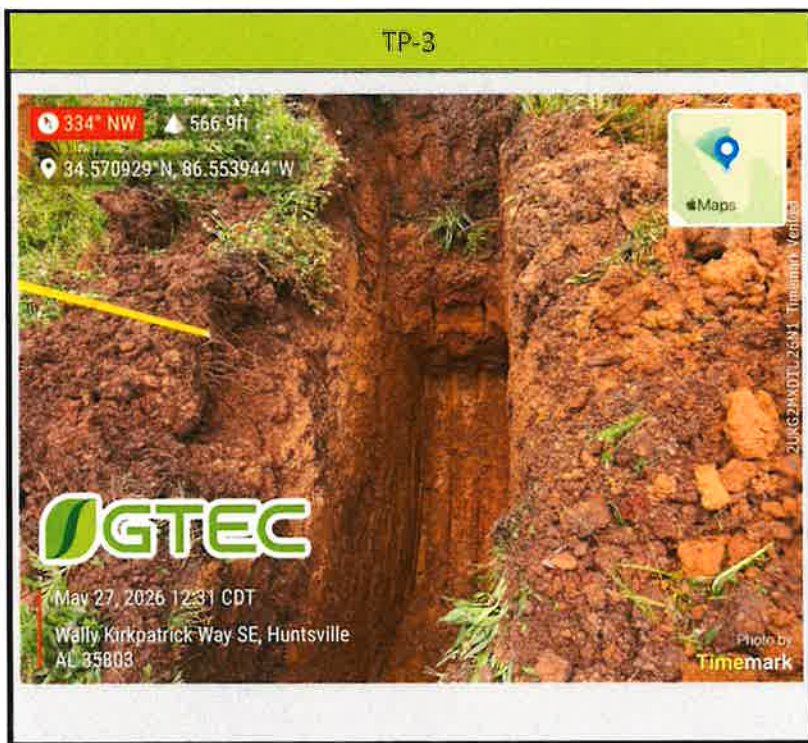 TP-3
334° NW
566.9ft
34.570929°N, 86.553944°W
Maps
GTEC
May 27, 2026 12:31 CDT
Wally Kirkpatrick Way SE, Huntsville
AL 35803
Photo by
Timemark